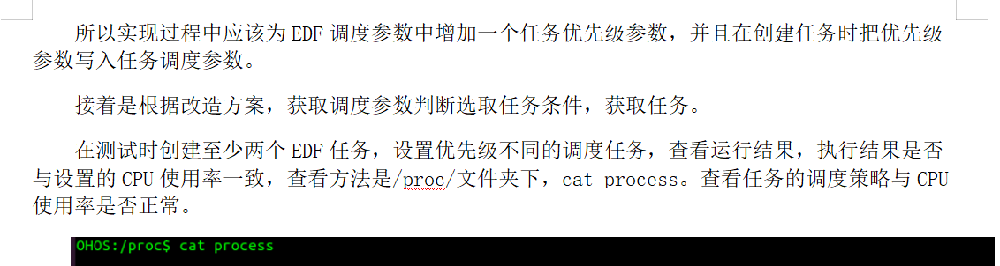 所以实现过程中应该为 EDF 调度参数中增加一个任务优先级参数，并且在创建任务时把优先级
参数写入任务调度参数。
接着是根据改造方案，获取调度参数判断选取任务条件，获取任务。
在测试时创建至少两个 EDF 任务，设置优先级不同的调度任务，查看运行结果，执行结果是否
与设置的 CPU 使用率一致，查看方法是/proc/文件夹下，cat process。查看任务的调度策略与 CPU
使用率是否正常。
OHOS:/proc$ cat process